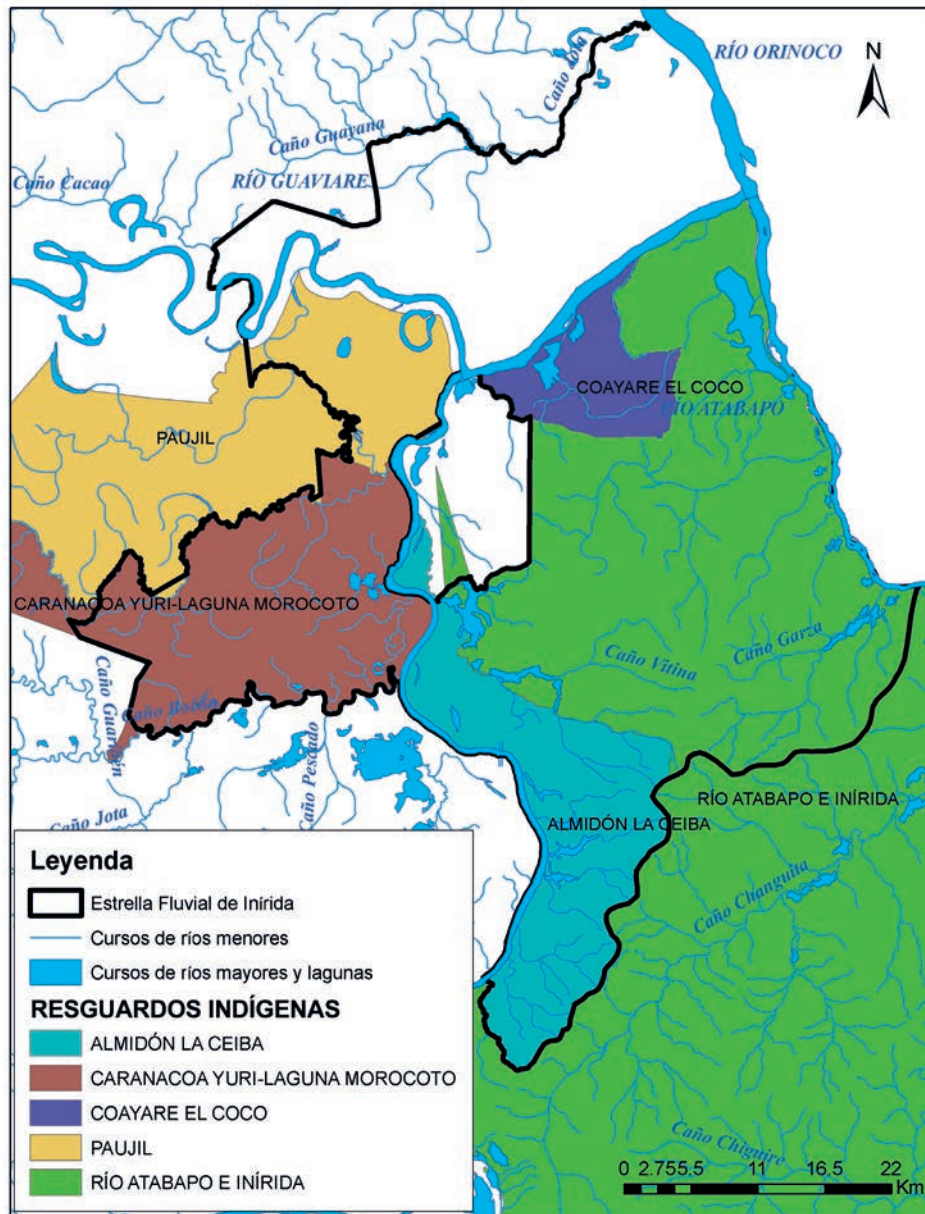 RÍO ORINOCO
N
Caño Jota
Caño Guayana
RÍO GUAVIARE
Caño Cacao
COAYARE EL COCO
RÍO ATABAPO
PAUJIL
CARANACOA YURI-LAGUNA MOROCOTO
Caño Garza
Caño Vitina
Caño Bocón
Caño Guarivén
Caño Pescado
Caño Jota
RÍO ATABAPO E INÍRIDA
ALMIDÓN LA CEIBA
Caño Changuita
Caño Chiguire
Leyenda
Estrella Fluvial de Inírida
Cursos de ríos menores
Cursos de ríos mayores y lagunas
RESGUARDOS INDÍGENAS
ALMIDÓN LA CEIBA
CARANACOA YURI-LAGUNA MOROCOTO
COAYARE EL COCO
PAUJIL
RÍO ATABAPO E INÍRIDA
0 2.75 5.5 11 16.5 22
Km